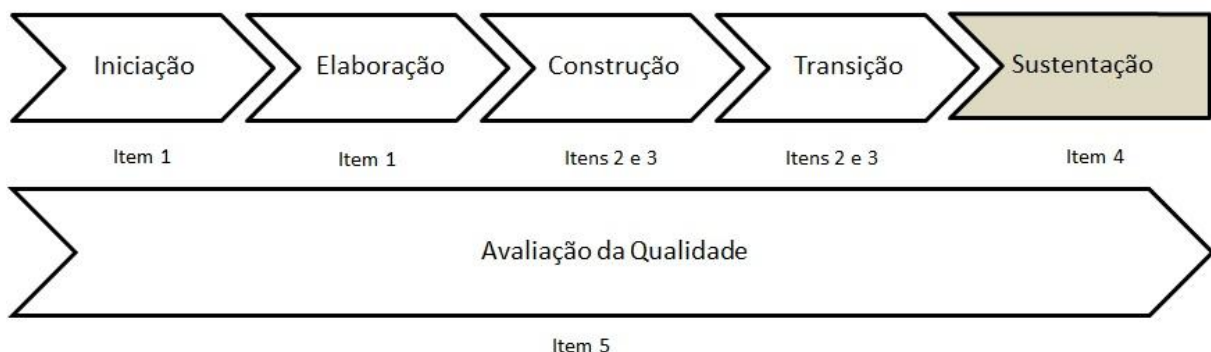 Iniciação
Elaboração
Construção
Transição
Sustentação
Item 1
Item 1
Itens 2 e 3
Itens 2 e 3
Item 4
Avaliação da Qualidade
Item 5